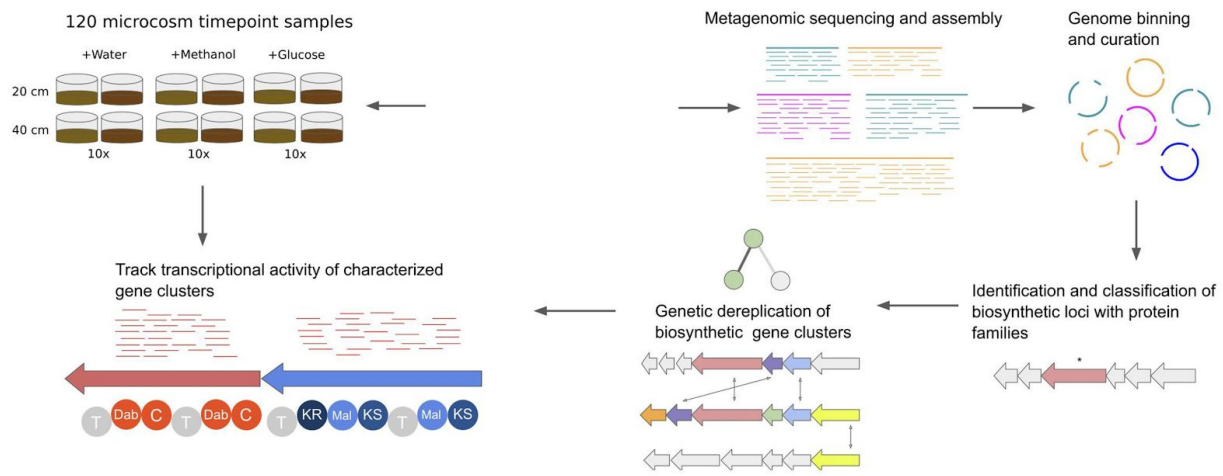 120 microcosm timepoint samples
+Water +Methanol +Glucose
20 cm
40 cm
10x 10x 10x
Metagenomic sequencing and assembly
Genome binning
and curation
Identification and classification of
biosynthetic loci with protein
families
*
Genetic dereplication of
biosynthetic gene clusters
Track transcriptional activity of characterized
gene clusters
T Dab C T Dab C T KR Mal KS T Mal KS